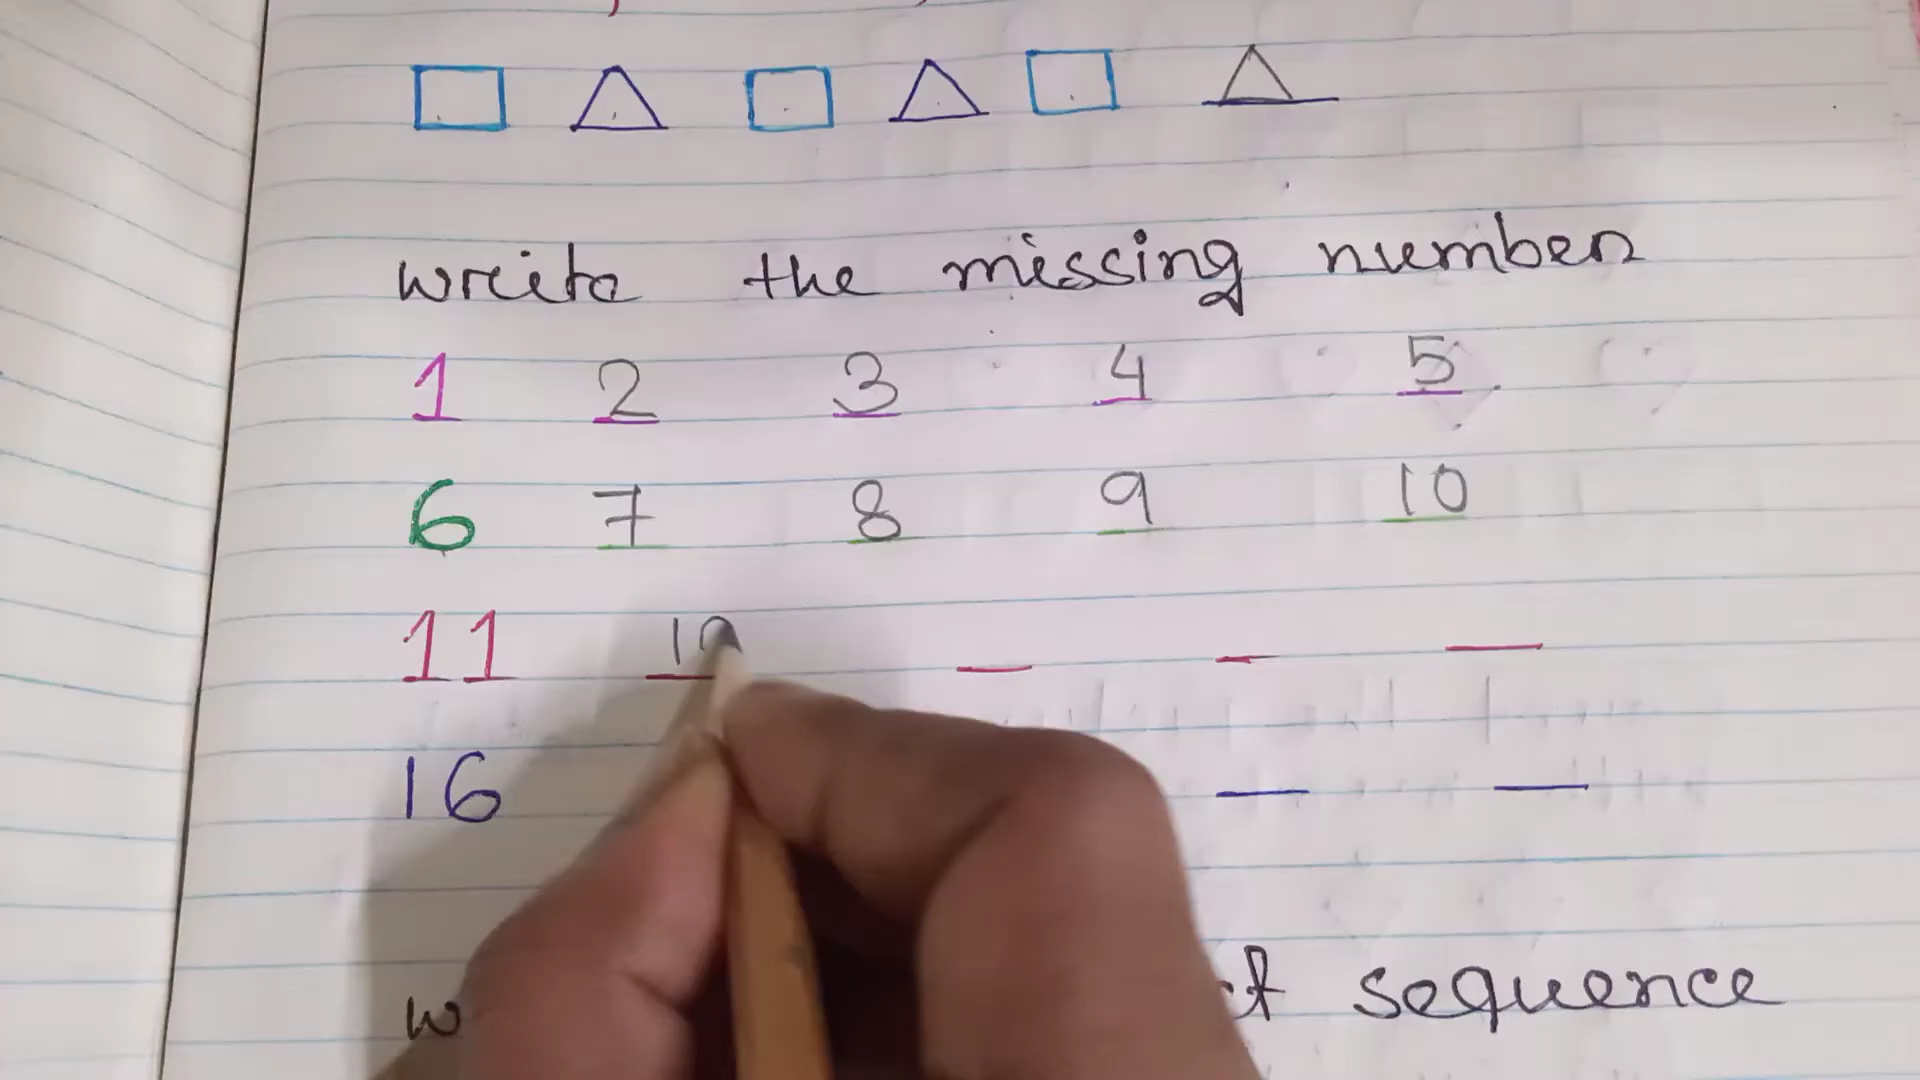 write the missing number
1 2 3 4 5
6 7 8 9 10
11
16
sequence